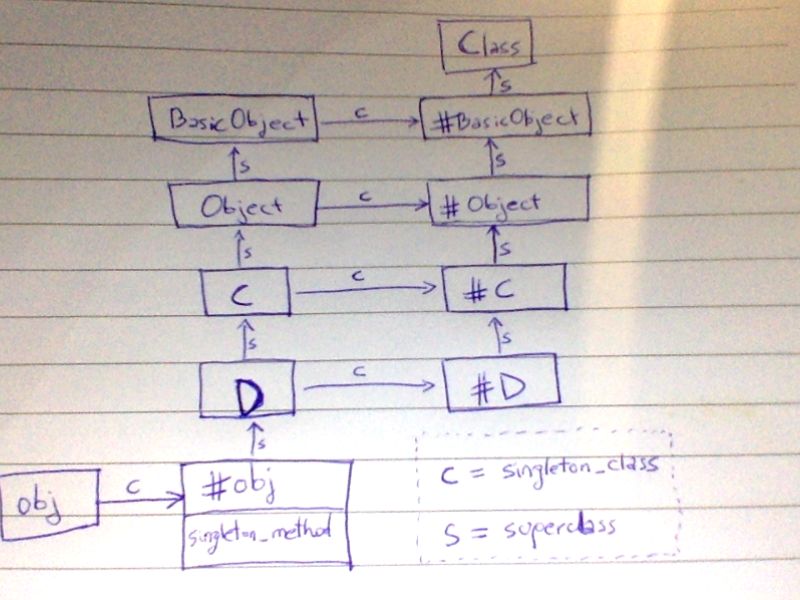 Class
s
BasicObject
c
#BasicObject
s
s
Object
c
#Object
s
s
C
c
#C
s
s
D
c
#D
s
obj
c
#obj
singleton_method
C = singleton_class
S = superclass